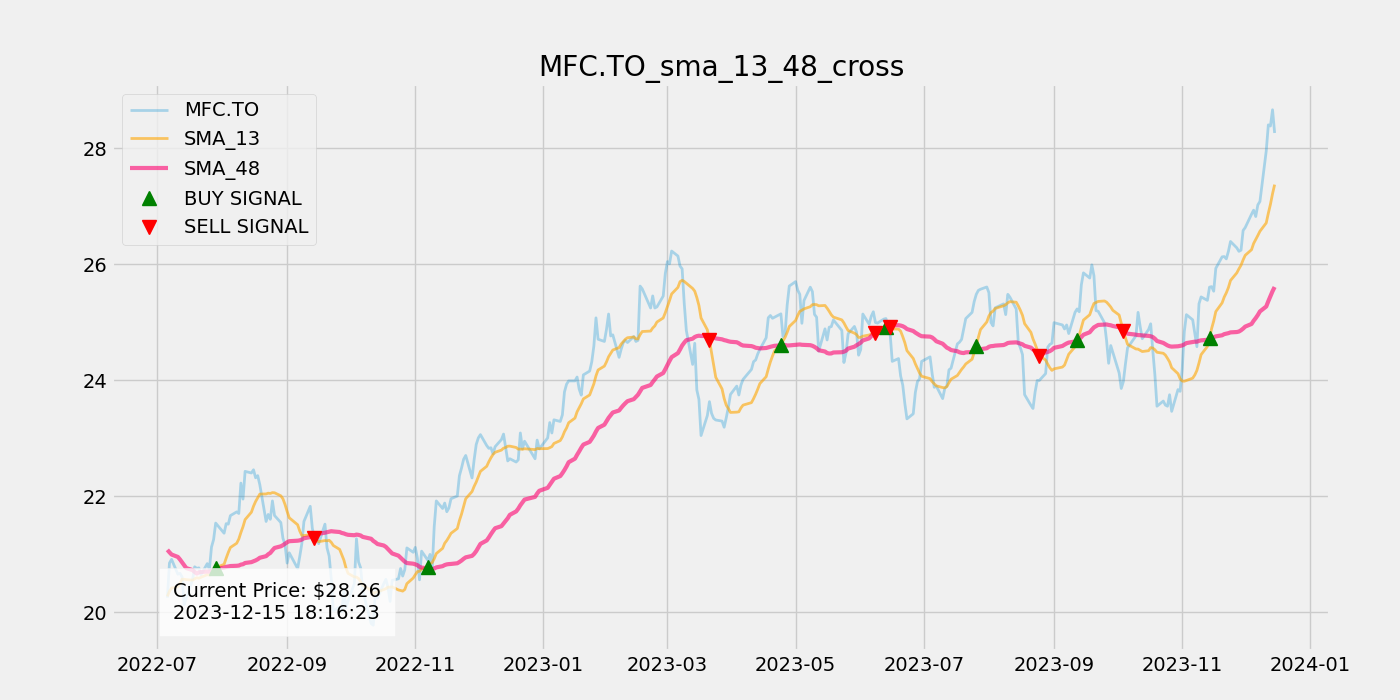 MFC.TO_sma_13_48_cross
MFC.TO
SMA_13
SMA_48
BUY SIGNAL
SELL SIGNAL
28
26
24
22
20
Current Price: $28.26
2023-12-15 18:16:23
2022-07 2022-09 2022-11 2023-01 2023-03 2023-05 2023-07 2023-09 2023-11 2024-01